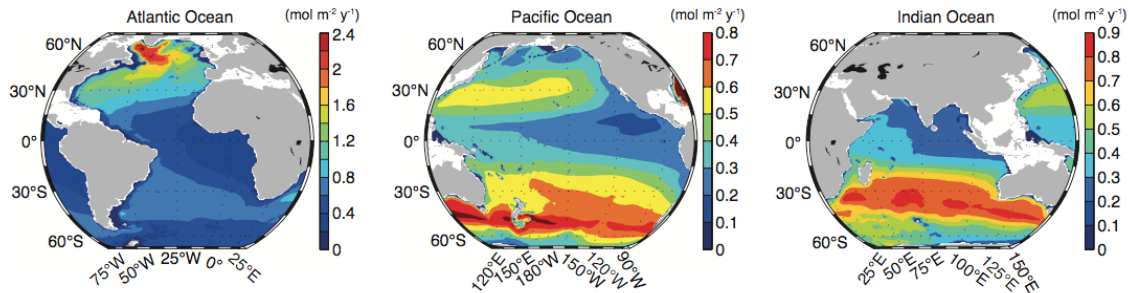 Atlantic Ocean (mol m⁻² y⁻¹)
2.4
2
1.6
1.2
0.8
0.4
0
60°N
30°N
0°
30°S
60°S
75°W
50°W
25°W
0°
25°E
Pacific Ocean (mol m⁻² y⁻¹)
0.8
0.7
0.6
0.5
0.4
0.3
0.2
0.1
0
60°N
30°N
0°
30°S
60°S
120°E
150°E
180°W
150°W
120°W
90°W
Indian Ocean (mol m⁻² y⁻¹)
0.9
0.8
0.7
0.6
0.5
0.4
0.3
0.2
0.1
0
60°N
30°N
0°
30°S
60°S
25°E
50°E
75°E
100°E
125°E
150°E